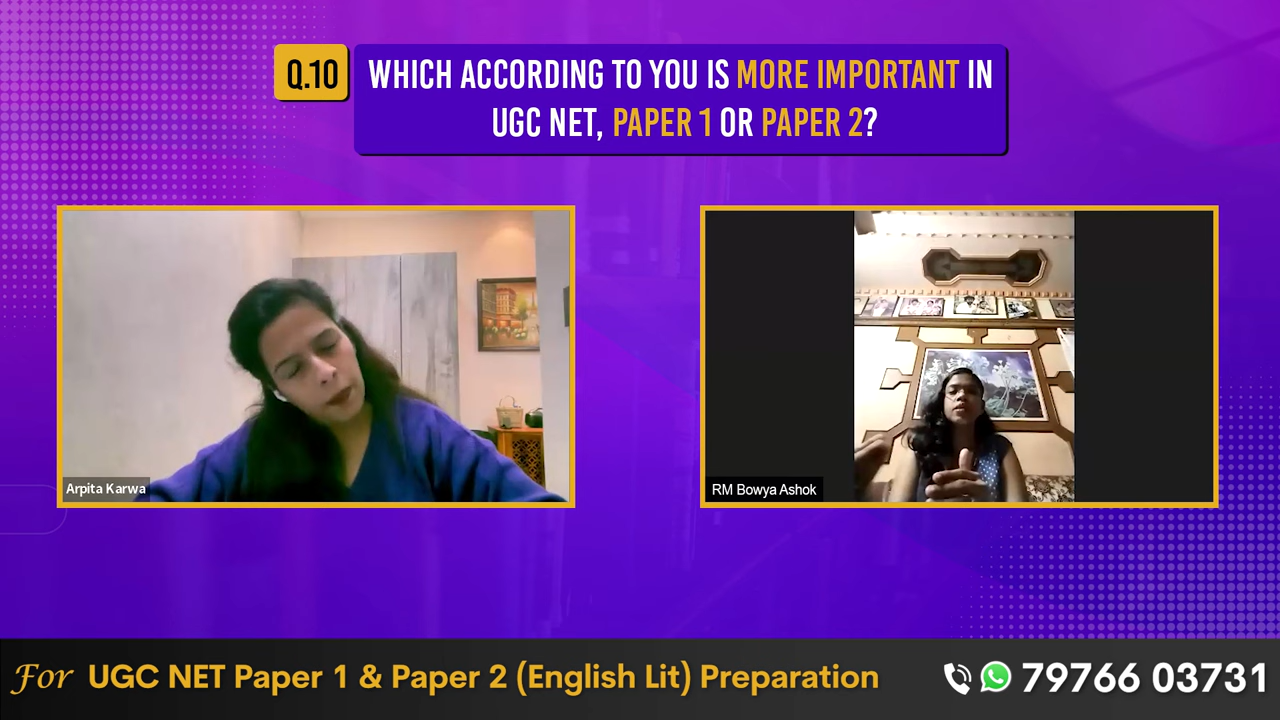 Q.10
WHICH ACCORDING TO YOU IS MORE IMPORTANT IN
UGC NET, PAPER 1 OR PAPER 2?
Arpita Karwa
RM Bowya Ashok
For UGC NET Paper 1 & Paper 2 (English Lit) Preparation
79766 03731